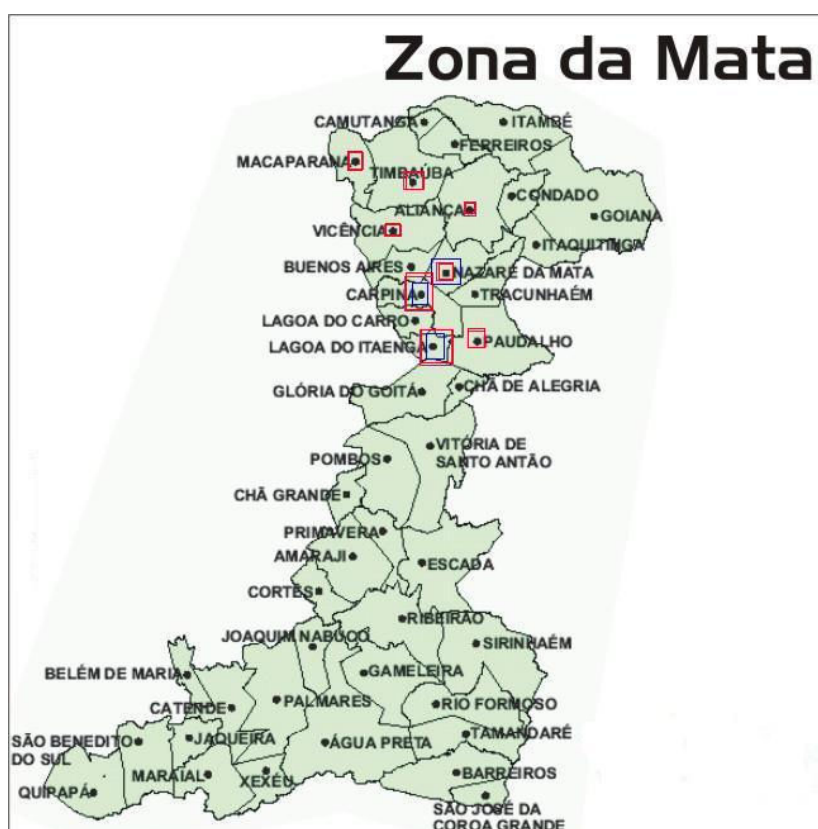 Zona da Mata
CAMUTANGA
ITAMBÉ
FERREIROS
MACAPARANA
TIMBAÚBA
CONDADO
ALIANÇA
GOIANA
VICÊNCIA
ITAQUITINGA
BUENOS AIRES
NAZARÉ DA MATA
CARPINA
TRACUNHAÉM
LAGOA DO CARRO
PAUDALHO
LAGOA DO ITAENGA
CHÃ DE ALEGRIA
GLÓRIA DO GOITÁ
VITÓRIA DE
SANTO ANTÃO
POMBOS
CHÃ GRANDE
PRIMAVERA
AMARAJI
ESCADA
CORTÊS
RIBEIRÃO
JOAQUIM NABUCO
SIRINHAÉM
BELÉM DE MARIA
GAMELEIRA
PALMARES
RIO FORMOSO
CATENDE
TAMANDARÉ
SÃO BENEDITO
DO SUL
JAQUEIRA
ÁGUA PRETA
MARAIAL
XEXÉU
BARREIROS
QUIPAPÁ
SÃO JOSÉ DA
COROA GRANDE